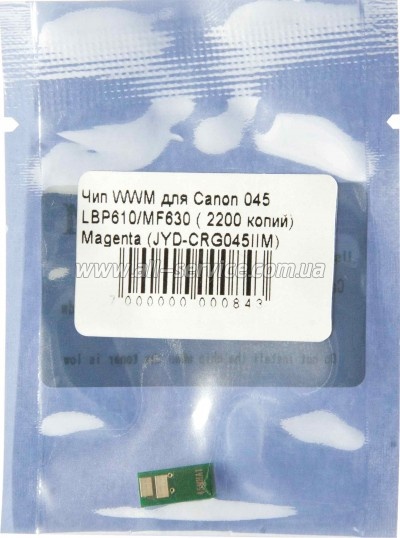 Чип WWM для Canon 045
LBP610/MF630 ( 2200 копий)
Magenta (JYD-CRG045IIM)
www.all-service.com.ua
7 000000 000843